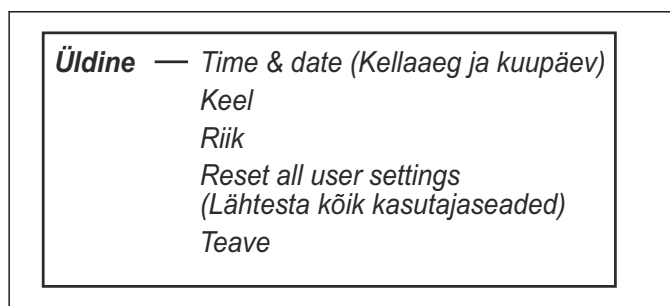 Üldine — Time & date (Kellaaeg ja kuupäev)
Keel
Riik
Reset all user settings
(Lähtesta kõik kasutajaseaded)
Teave